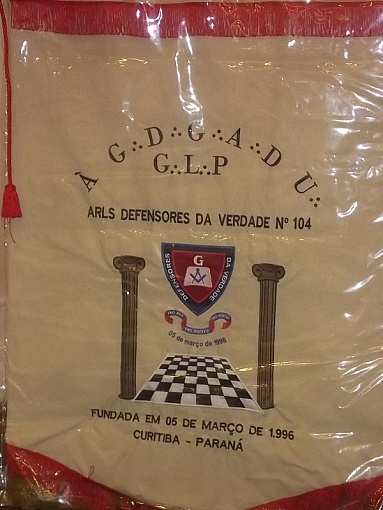 Á G∴D∴G∴A∴D∴U∴
G∴L∴P
ARLS DEFENSORES DA VERDADE Nº 104
DEFENSORES G DA VERDADE
05 de março de 1996
FUNDADA EM 05 DE MARÇO DE 1.996
CURITIBA - PARANÁ